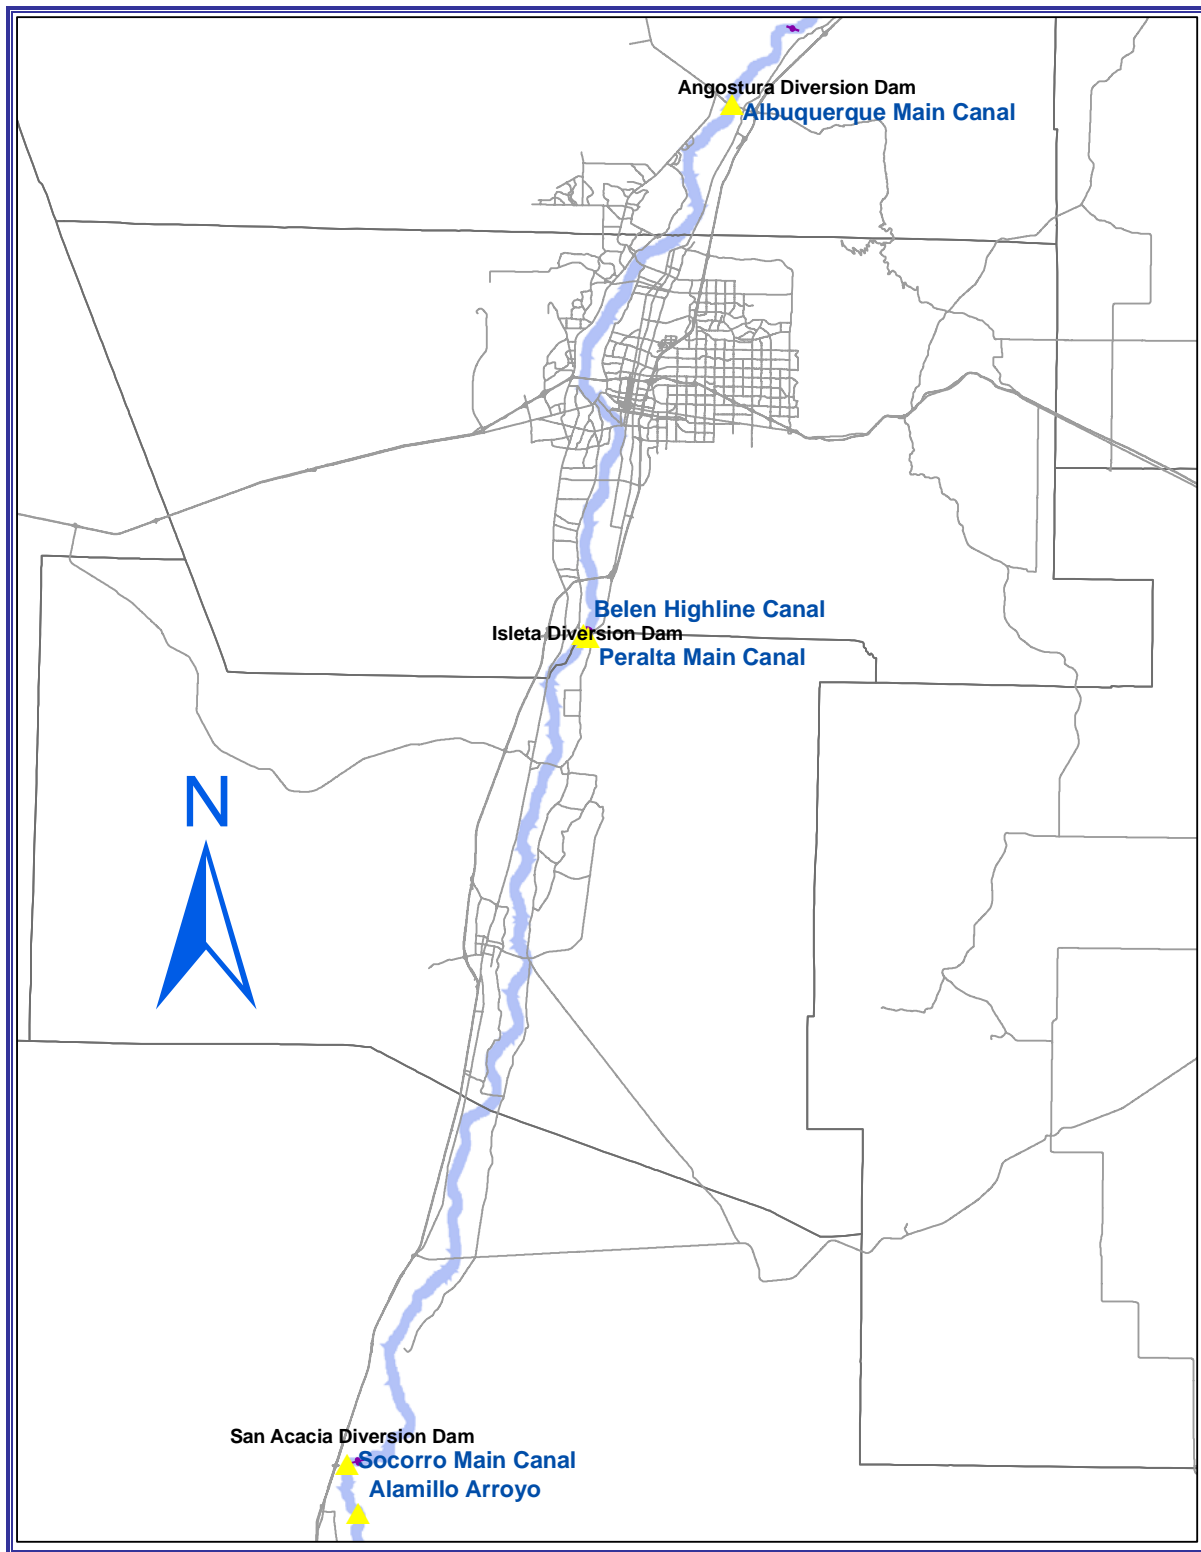 Angostura Diversion Dam
Albuquerque Main Canal
Belen Highline Canal
Isleta Diversion Dam
Peralta Main Canal
N
San Acacia Diversion Dam
Socorro Main Canal
Alamillo Arroyo